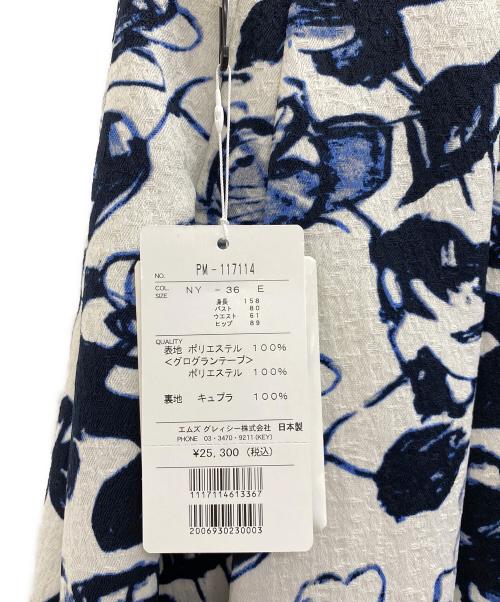 NO. PM-117114
COL. NY -36 E
SIZE
身長 158
バスト 80
ウエスト 61
ヒップ 89
QUALITY
表地 ポリエステル 100%
<グログランテープ>
ポリエステル 100%
裏地 キュプラ 100%
エムズ グレィシー株式会社 日本製
PHONE 03・3470・9211(KEY)
¥25,300 (税込)
1117114613367
2006930230003